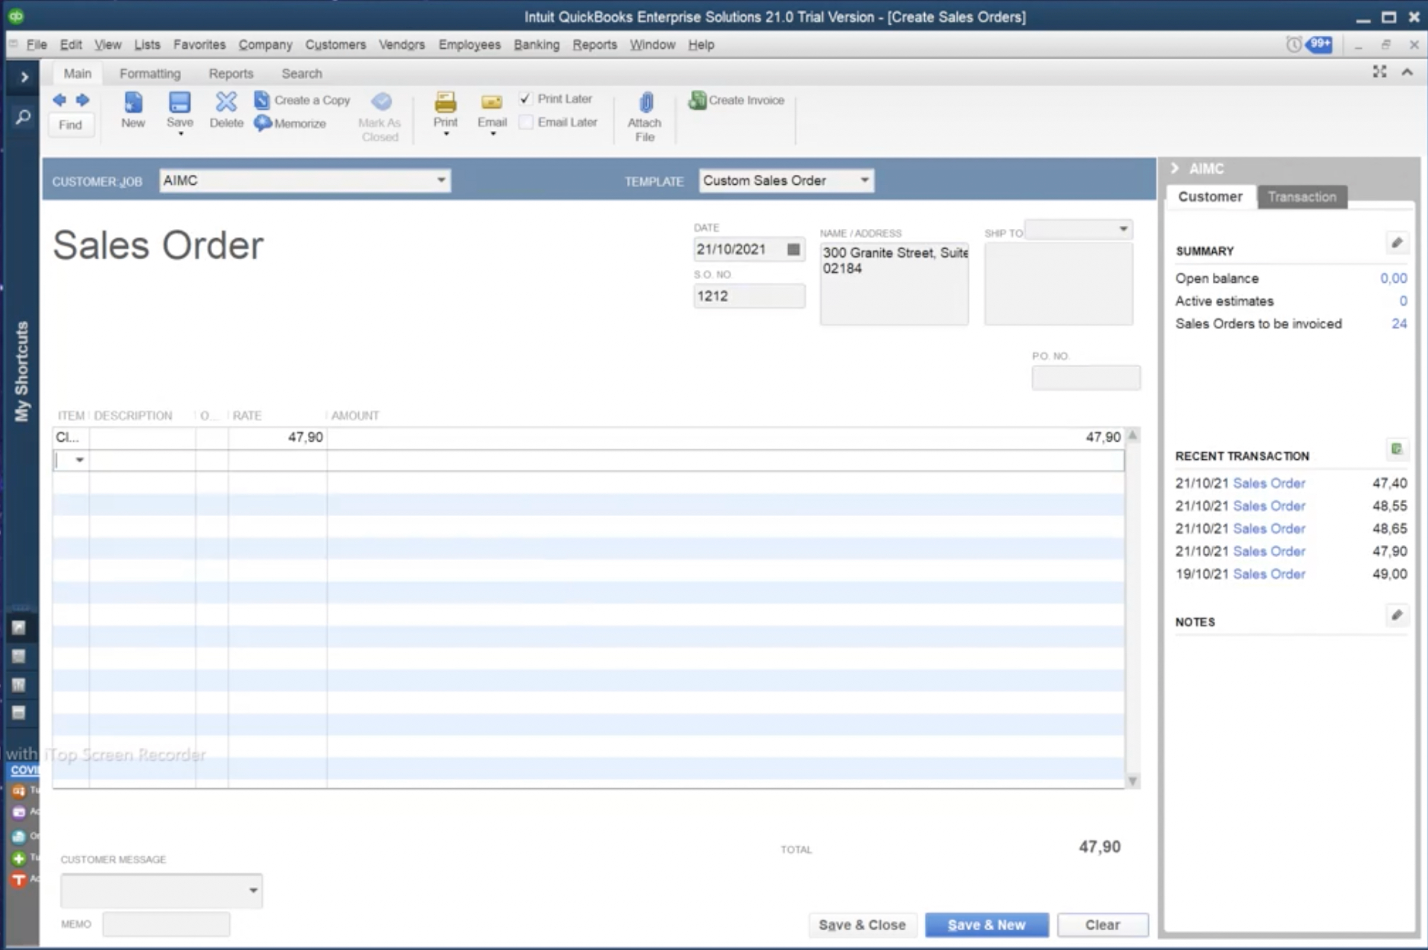 Intuit QuickBooks Enterprise Solutions 21.0 Trial Version - [Create Sales Orders]
File Edit View Lists Favorites Company Customers Vendors Employees Banking Reports Window Help
99+
Main Formatting Reports Search
Find
New
Save
Delete
Create a Copy
Memorize
Mark As
Closed
Print
Email
Print Later
Email Later
Attach
File
Create Invoice
My Shortcuts
CUSTOMER:JOB AIMC
TEMPLATE Custom Sales Order
Sales Order
DATE
21/10/2021
S.O. NO.
1212
NAME / ADDRESS
300 Granite Street, Suite
02184
SHIP TO
P.O. NO.
ITEM DESCRIPTION O... RATE AMOUNT
Cl... 47,90 47,90
with iTop Screen Recorder
COVI
Tu
Ac
Or
Tu
Ac
TOTAL 47,90
CUSTOMER MESSAGE
MEMO
Save & Close Save & New Clear
AIMC
Customer Transaction
SUMMARY
Open balance 0,00
Active estimates 0
Sales Orders to be invoiced 24
RECENT TRANSACTION
21/10/21 Sales Order 47,40
21/10/21 Sales Order 48,55
21/10/21 Sales Order 48,65
21/10/21 Sales Order 47,90
19/10/21 Sales Order 49,00
NOTES